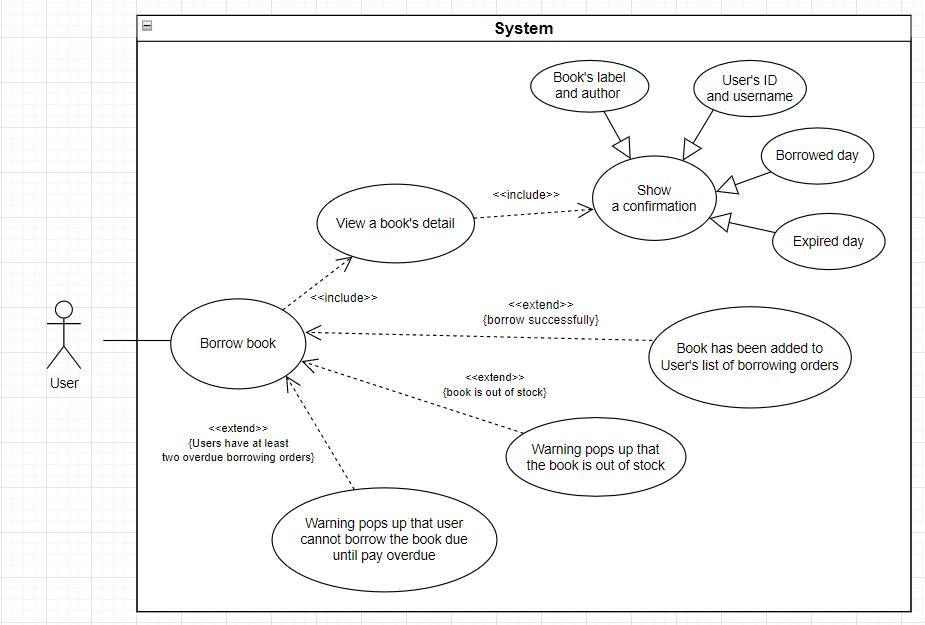 System
Book's label
and author
User's ID
and username
Borrowed day
Show
a confirmation
<<include>>
View a book's detail
Expired day
<<include>>
<<extend>>
{borrow successfully}
Borrow book
Book has been added to
User's list of borrowing orders
User
<<extend>>
{book is out of stock}
<<extend>>
{Users have at least
two overdue borrowing orders}
Warning pops up that
the book is out of stock
Warning pops up that user
cannot borrow the book due
until pay overdue